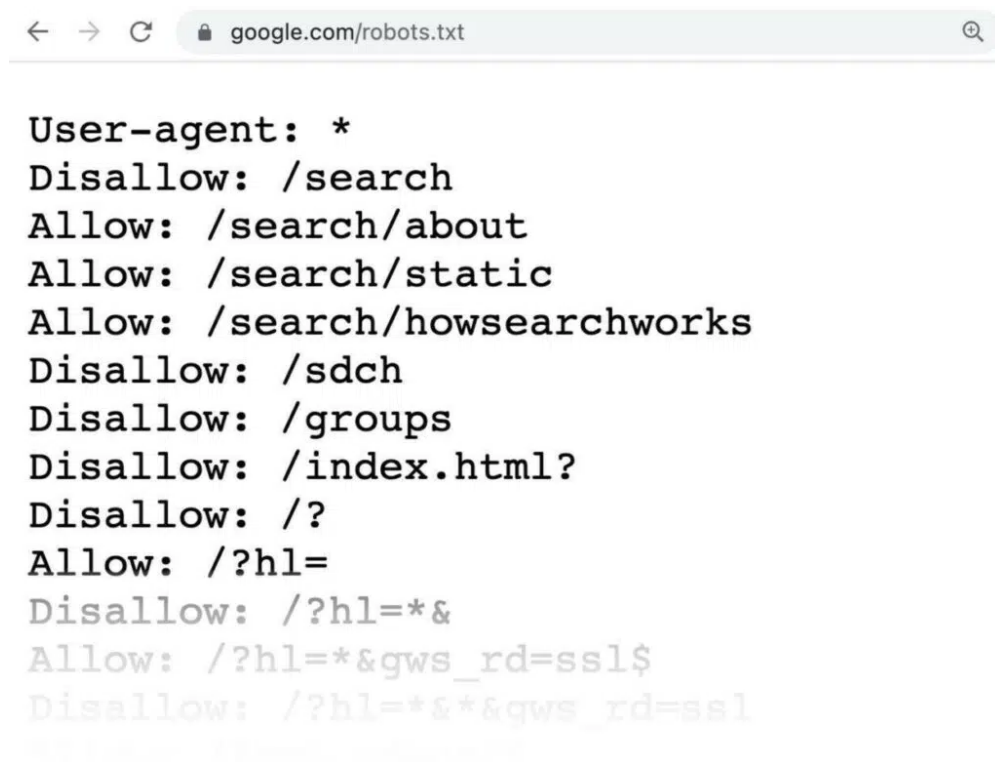 google.com/robots.txt
User-agent: *
Disallow: /search
Allow: /search/about
Allow: /search/static
Allow: /search/howsearchworks
Disallow: /sdch
Disallow: /groups
Disallow: /index.html?
Disallow: /?
Allow: /?hl=
Disallow: /?hl=*&
Allow: /?hl=*&gws_rd=ssl$
Disallow: /?hl=*&*&gws_rd=ssl